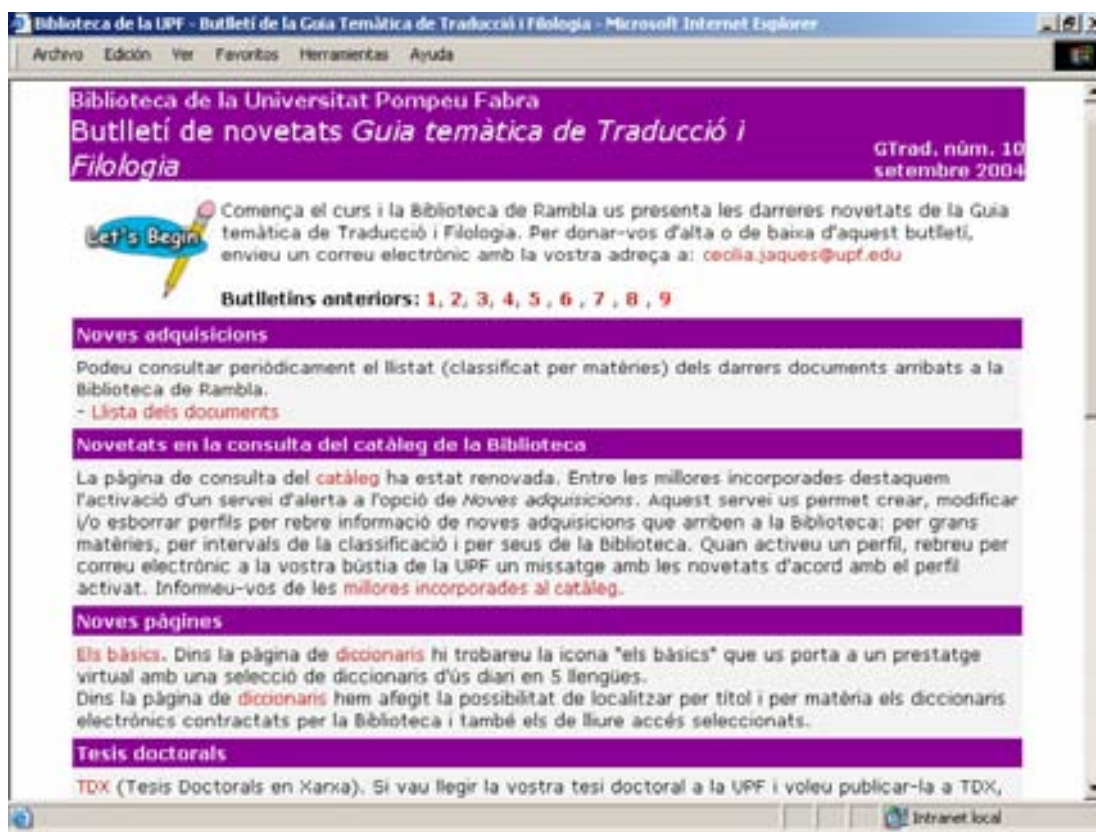 Biblioteca de la UPF - Butlletí de la Guia Temàtica de Traducció i Filologia - Microsoft Internet Explorer
Archivo Edición Ver Favoritos Herramientas Ayuda
Biblioteca de la Universitat Pompeu Fabra
Butlletí de novetats Guia temàtica de Traducció i
Filologia
GTrad. núm. 10
setembre 2004
Let's Begin
Comença el curs i la Biblioteca de Rambla us presenta les darreres novetats de la Guia
temàtica de Traducció i Filologia. Per donar-vos d'alta o de baixa d'aquest butlletí,
envieu un correu electrònic amb la vostra adreça a: cecilia.jaques@upf.edu
Butlletins anteriors: 1, 2, 3, 4, 5 , 6 , 7 , 8 , 9
Noves adquisicions
Podeu consultar periòdicament el llistat (classificat per matèries) dels darrers documents arribats a la
Biblioteca de Rambla.
- Llista dels documents
Novetats en la consulta del catàleg de la Biblioteca
La pàgina de consulta del catàleg ha estat renovada. Entre les millores incorporades destaquem
l'activació d'un servei d'alerta a l'opció de Noves adquisicions. Aquest servei us permet crear, modificar
i/o esborrar perfils per rebre informació de noves adquisicions que arriben a la Biblioteca: per grans
matèries, per intervals de la classificació i per seus de la Biblioteca. Quan activeu un perfil, rebreu per
correu electrònic a la vostra bústia de la UPF un missatge amb les novetats d'acord amb el perfil
activat. Informeu-vos de les millores incorporades al catàleg.
Noves pàgines
Els bàsics. Dins la pàgina de diccionaris hi trobareu la icona "els bàsics" que us porta a un prestatge
virtual amb una selecció de diccionaris d'ús diari en 5 llengües.
Dins la pàgina de diccionaris hem afegit la possibilitat de localitzar per títol i per matèria els diccionaris
electrònics contractats per la Biblioteca i també els de lliure accés seleccionats.
Tesis doctorals
TDX (Tesis Doctorals en Xarxa). Si vau llegir la vostra tesi doctoral a la UPF i voleu publicar-la a TDX,
Intranet local